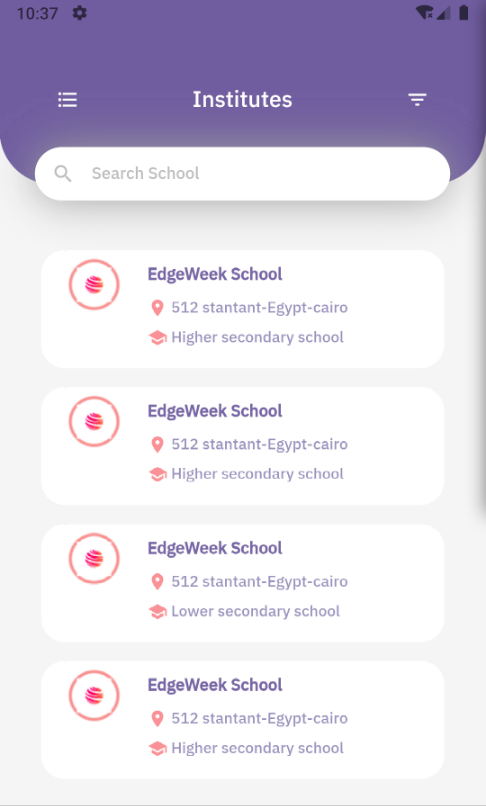 10:37
Institutes
Search School
EdgeWeek School
512 stantant-Egypt-cairo
Higher secondary school
EdgeWeek School
512 stantant-Egypt-cairo
Higher secondary school
EdgeWeek School
512 stantant-Egypt-cairo
Lower secondary school
EdgeWeek School
512 stantant-Egypt-cairo
Higher secondary school